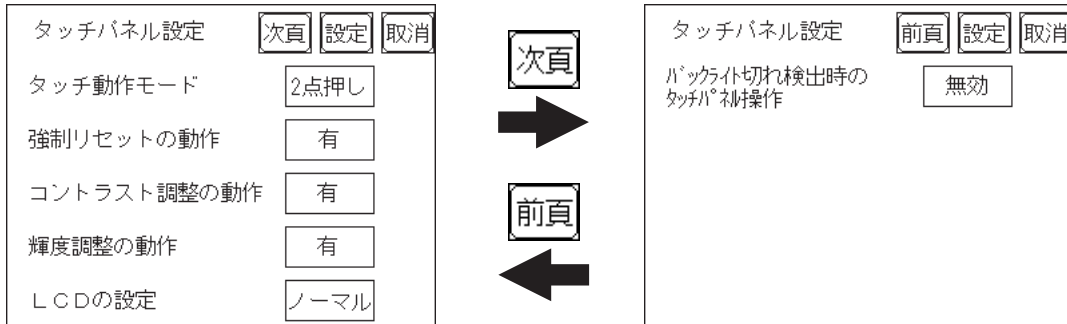 タッチパネル設定 次頁 設定 取消
タッチ動作モード 2点押し
強制リセットの動作 有
コントラスト調整の動作 有
輝度調整の動作 有
ＬＣＤの設定 ノーマル
次頁
前頁
タッチパネル設定 前頁 設定 取消
ﾊﾞｯｸﾗｲﾄ切れ検出時の 無効
ﾀｯﾁﾊﾟﾈﾙ操作